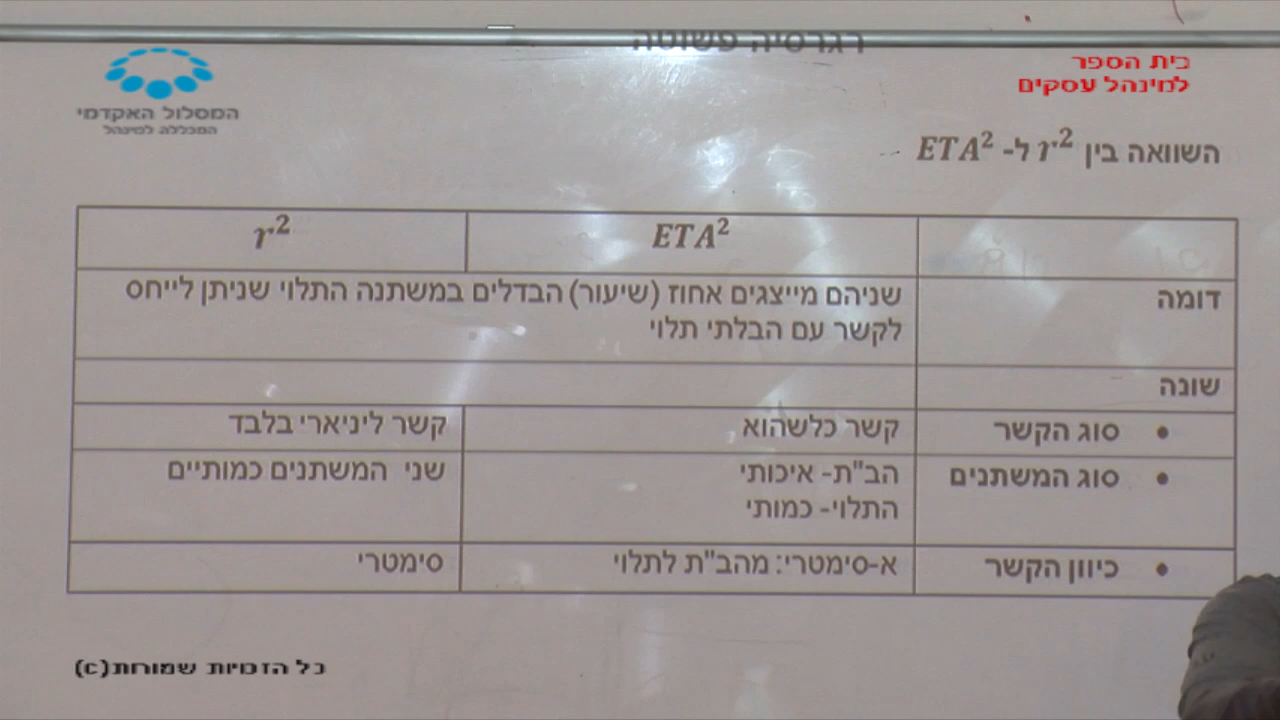 רגרסיה פשוטה
בית הספר
למינהל עסקים
המסלול האקדמי
המכללה למינהל
השוואה בין r² ל- ETA²
ETA² r²
דומה שניהם מייצגים אחוז (שיעור) הבדלים במשתנה התלוי שניתן לייחס
לקשר עם הבלתי תלוי
שונה
• סוג הקשר קשר כלשהוא קשר ליניארי בלבד
• סוג המשתנים הב"ת- איכותי שני המשתנים כמותיים
התלוי- כמותי
• כיוון הקשר א-סימטרי: מהב"ת לתלוי סימטרי
כל הזכויות שמורות(c)